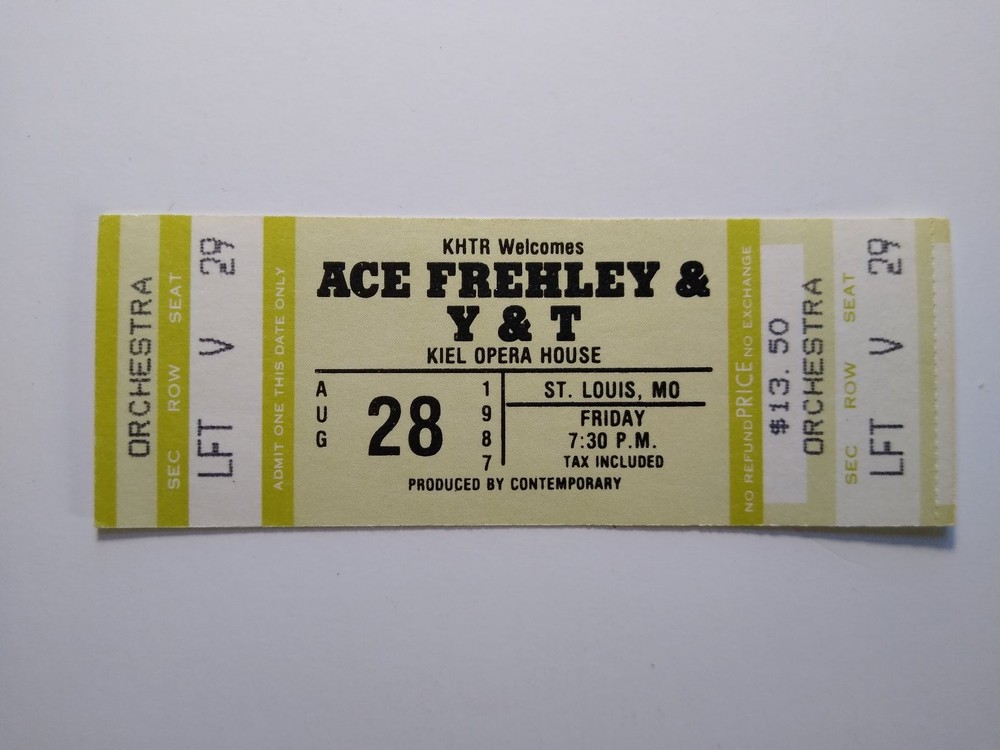 ORCHESTRA
SEC ROW SEAT
LFT V 29
ADMIT ONE THIS DATE ONLY
KHTR Welcomes
ACE FREHLEY &
Y & T
KIEL OPERA HOUSE
AUG 28 1987
ST. LOUIS, MO
FRIDAY
7:30 P.M.
TAX INCLUDED
PRODUCED BY CONTEMPORARY
NO REFUND PRICE NO EXCHANGE
$13.50
ORCHESTRA
SEC ROW SEAT
LFT V 29